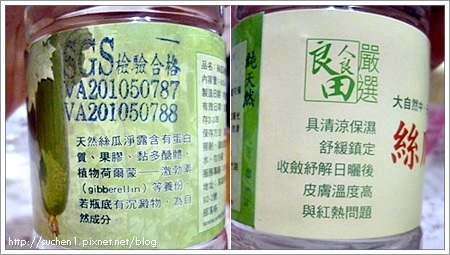 SGS檢驗合格
VA201050787
VA201050788
天然絲瓜淨露含有蛋白
質、果膠、黏多醣體、
植物荷爾蒙──激勃素
(gibberellin)等養份
若瓶底有沉澱物，為自
然成分。
純天然
良田
人良
嚴選
大自然中
絲
具清涼保濕
舒緩鎮定
收斂紓解日曬後
皮膚溫度高
與紅熱問題
http://suchen1.pixnet.net/blog